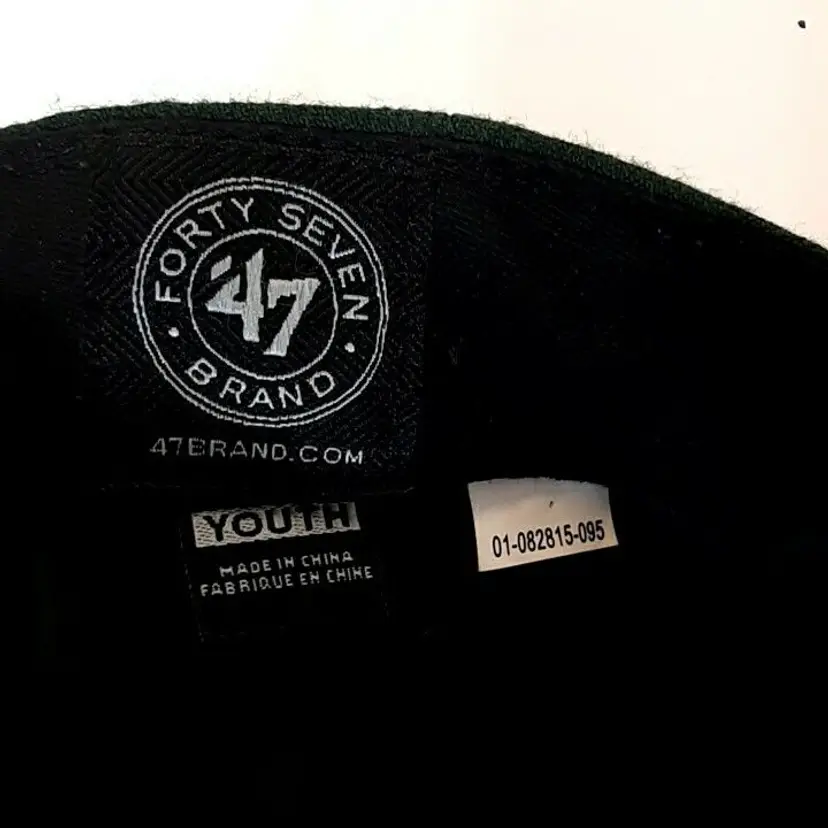 FORTY SEVEN
'47
BRAND
47BRAND.COM
YOUTH
MADE IN CHINA
FABRIQUE EN CHINE
01-082815-095